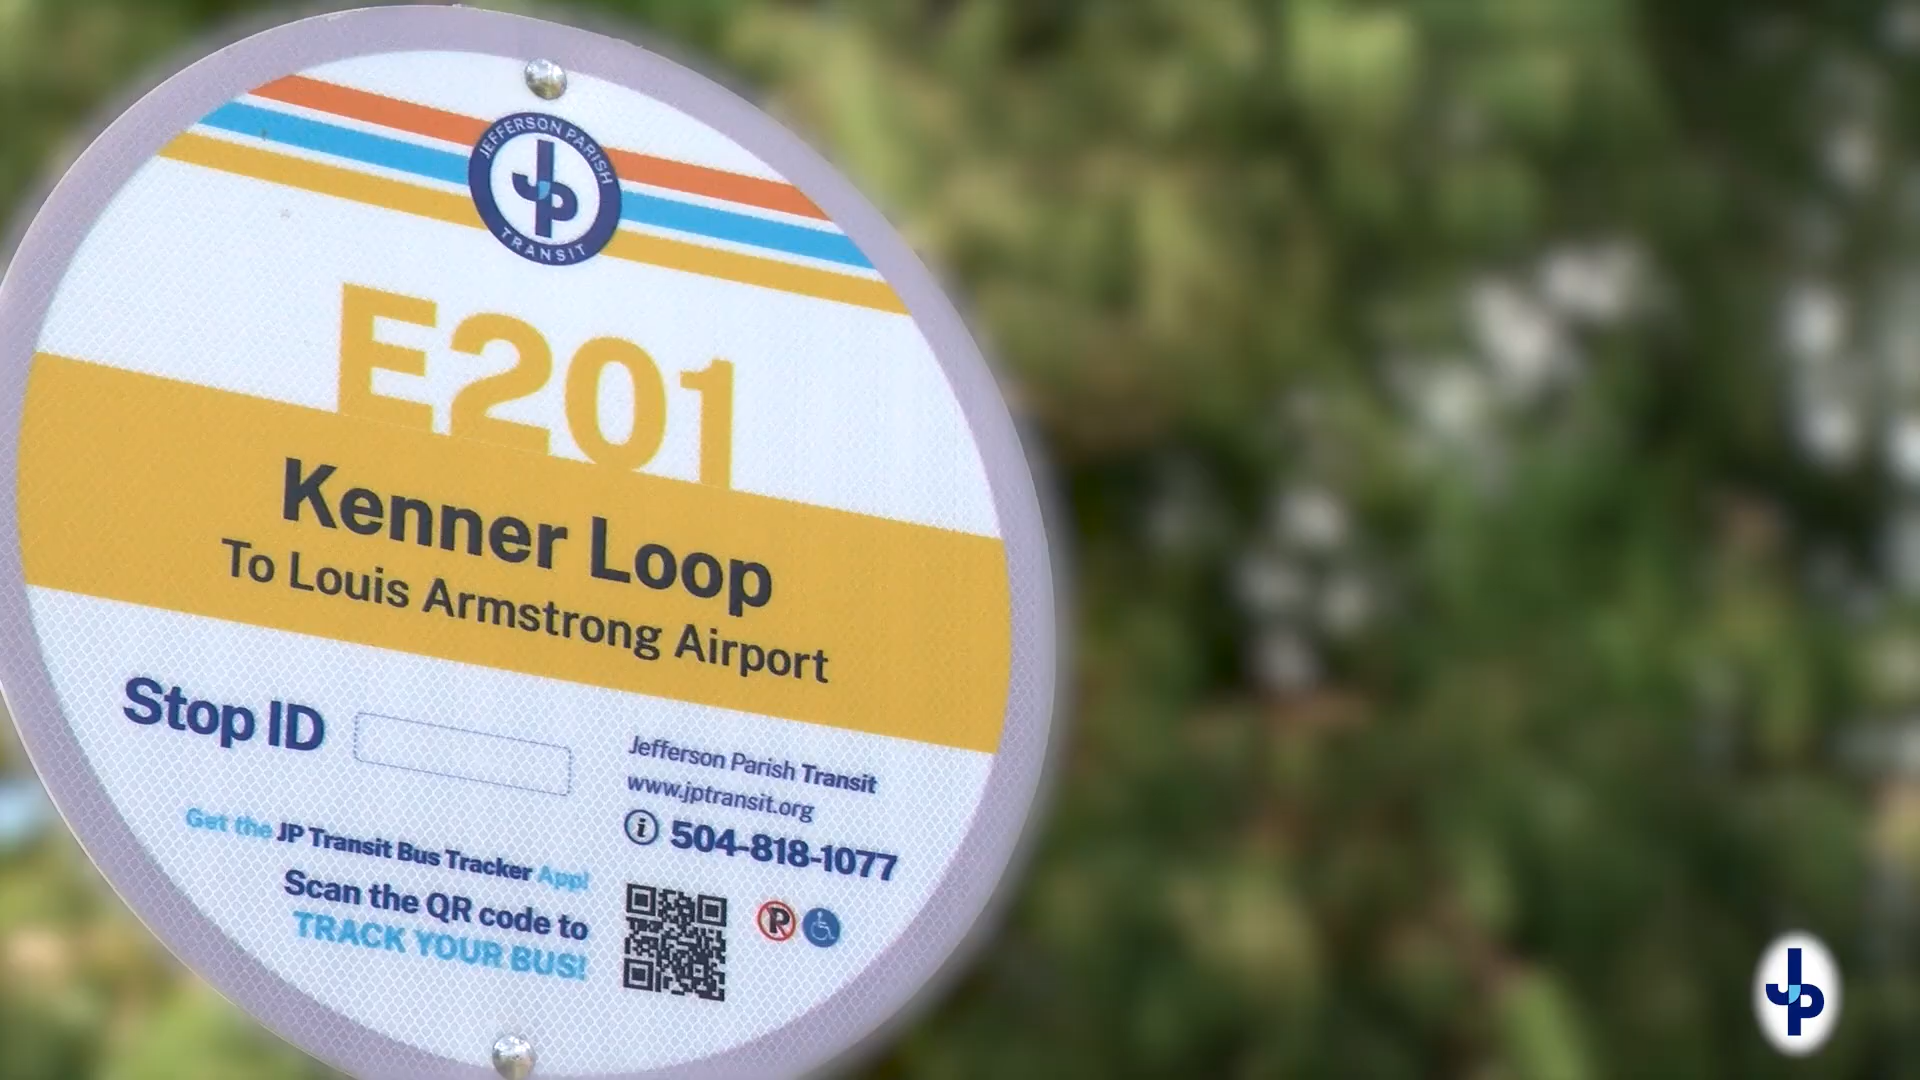 JEFFERSON PARISH
JP
TRANSIT
E201
Kenner Loop
To Louis Armstrong Airport
Stop ID
Jefferson Parish Transit
www.jptransit.org
i 504-818-1077
Get the JP Transit Bus Tracker App!
Scan the QR code to
TRACK YOUR BUS!
P
JP